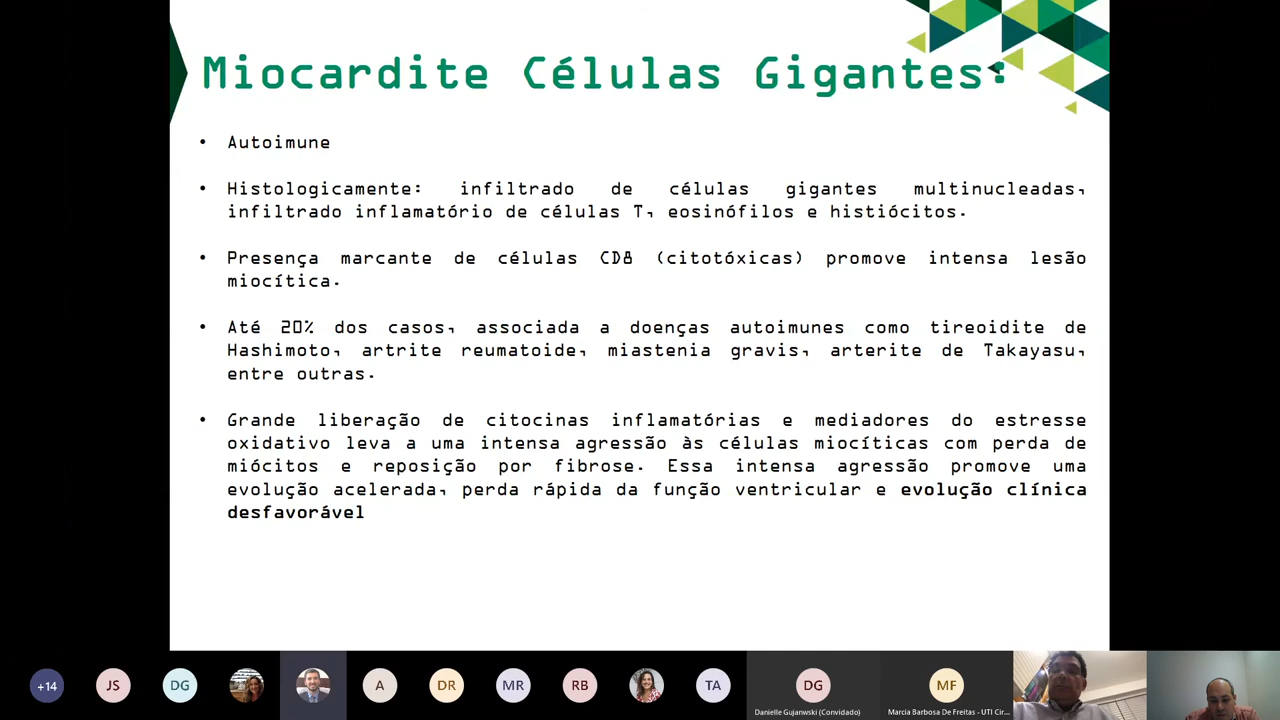 Miocardite Células Gigantes:
• Autoimune
• Histologicamente: infiltrado de células gigantes multinucleadas,
infiltrado inflamatório de células T, eosinófilos e histiócitos.
• Presença marcante de células CD8 (citotóxicas) promove intensa lesão
miocítica.
• Até 20% dos casos, associada a doenças autoimunes como tireoidite de
Hashimoto, artrite reumatoide, miastenia gravis, arterite de Takayasu,
entre outras.
• Grande liberação de citocinas inflamatórias e mediadores do estresse
oxidativo leva a uma intensa agressão às células miocíticas com perda de
miócitos e reposição por fibrose. Essa intensa agressão promove uma
evolução acelerada, perda rápida da função ventricular e evolução clínica
desfavorável
+14 JS DG A DR MR RB TA DG MF
Danielle Gujanwski (Convidado) Marcia Barbosa De Freitas - UTI Cir...